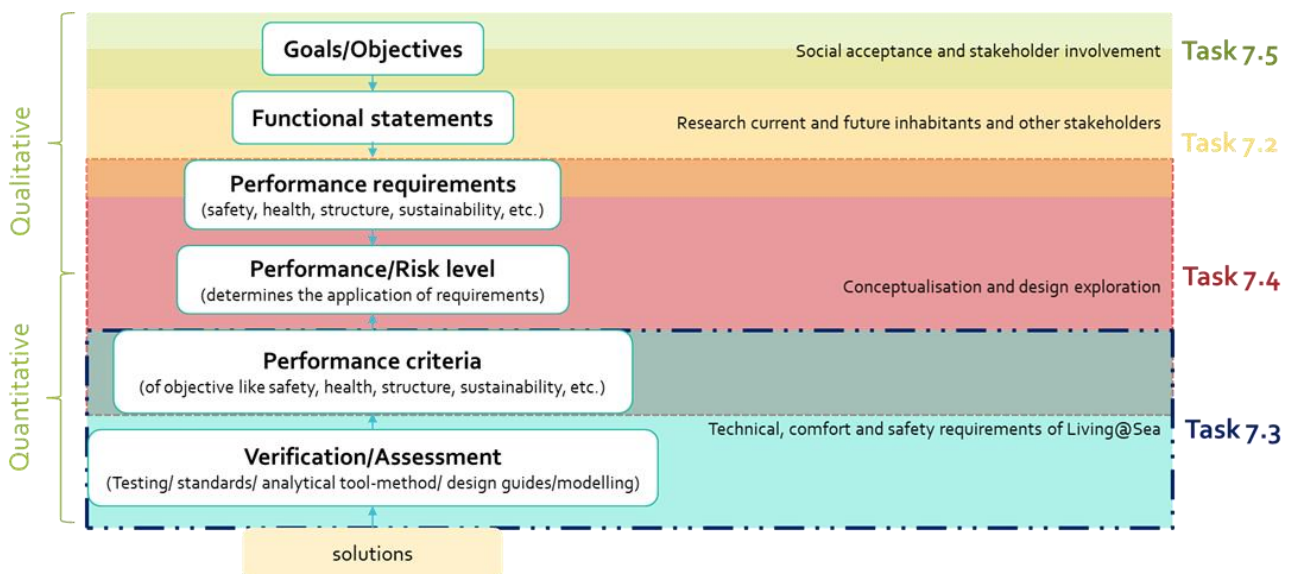 Goals/Objectives
Social acceptance and stakeholder involvement
Task 7.5
Functional statements
Research current and future inhabitants and other stakeholders
Task 7.2
Qualitative
Performance requirements
(safety, health, structure, sustainability, etc.)
Performance/Risk level
(determines the application of requirements)
Conceptualisation and design exploration
Task 7.4
Quantitative
Performance criteria
(of objective like safety, health, structure, sustainability, etc.)
Technical, comfort and safety requirements of Living@Sea
Task 7.3
Verification/Assessment
(Testing/ standards/ analytical tool-method/ design guides/modelling)
solutions